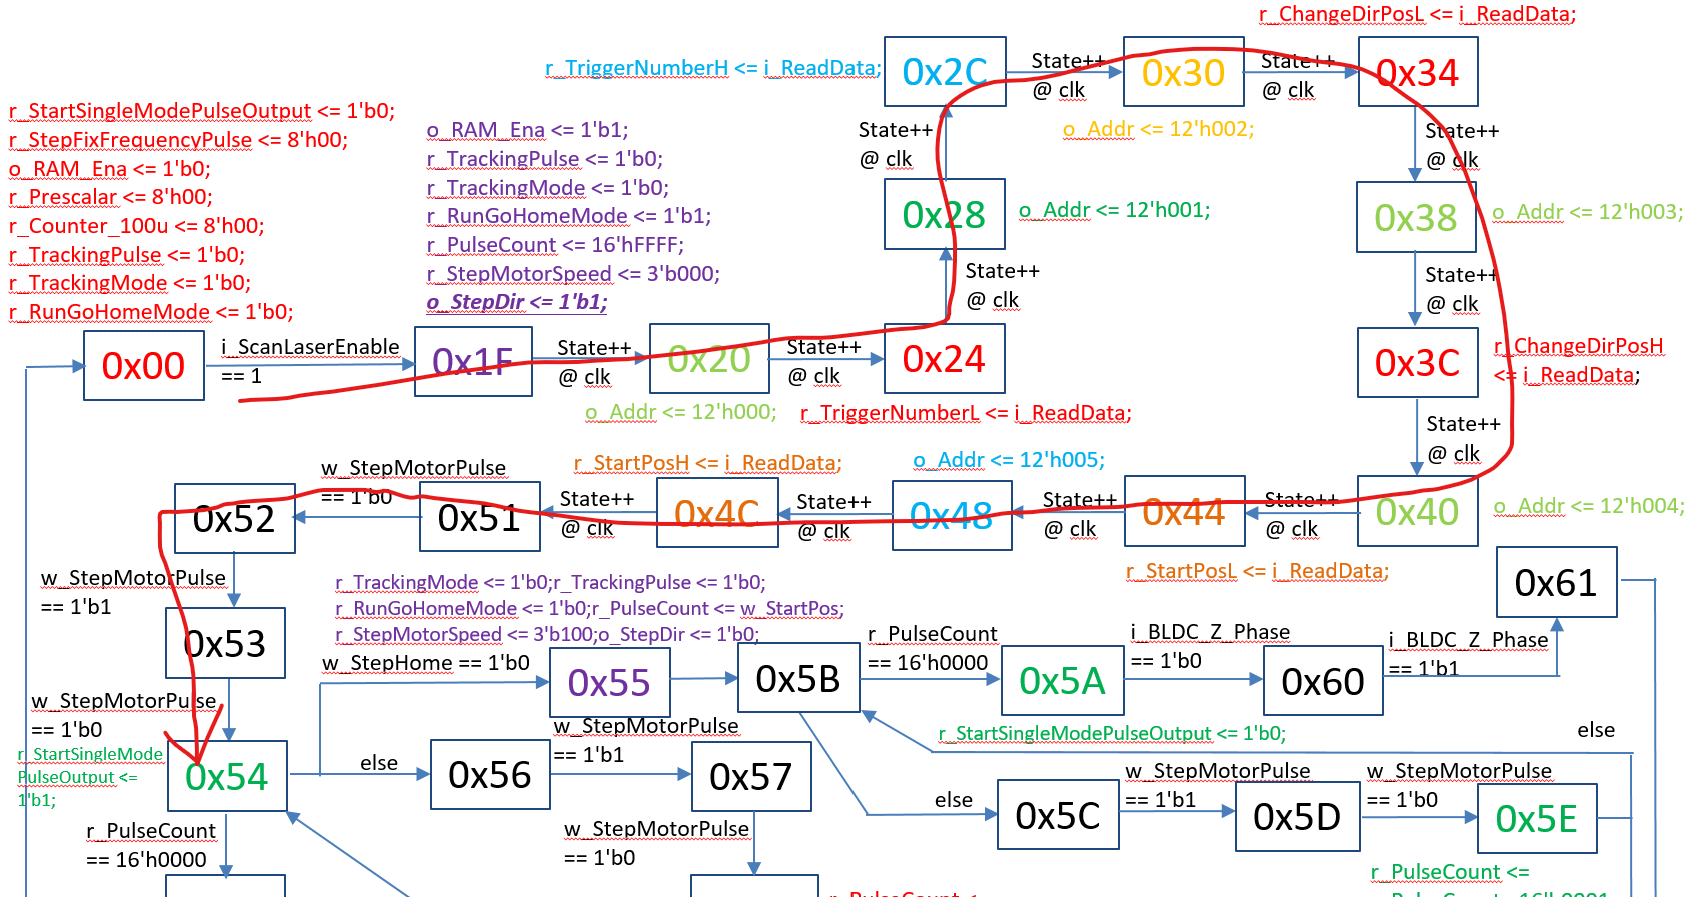 r_ChangeDirPosL <= i_ReadData;
r_TriggerNumberH <= i_ReadData;
0x2C
State++
@ clk
0x30
State++
@ clk
0x34
r_StartSingleModePulseOutput <= 1'b0;
r_StepFixFrequencyPulse <= 8'h00;
o_RAM_Ena <= 1'b0;
r_Prescalar <= 8'h00;
r_Counter_100u <= 8'h00;
r_TrackingPulse <= 1'b0;
r_TrackingMode <= 1'b0;
r_RunGoHomeMode <= 1'b0;
o_RAM_Ena <= 1'b1;
r_TrackingPulse <= 1'b0;
r_TrackingMode <= 1'b0;
r_RunGoHomeMode <= 1'b1;
r_PulseCount <= 16'hFFFF;
r_StepMotorSpeed <= 3'b000;
o_StepDir <= 1'b1;
State++
@ clk
o_Addr <= 12'h002;
State++
@ clk
0x28
o_Addr <= 12'h001;
0x38
o_Addr <= 12'h003;
State++
@ clk
State++
@ clk
0x00
i_ScanLaserEnable
== 1
0x1F
State++
@ clk
0x20
State++
@ clk
0x24
0x3C
r_ChangeDirPosH
<= i_ReadData;
o_Addr <= 12'h000;
r_TriggerNumberL <= i_ReadData;
State++
@ clk
w_StepMotorPulse
== 1'b0
r_StartPosH <= i_ReadData;
o_Addr <= 12'h005;
0x52
0x51
State++
@ clk
0x4C
State++
@ clk
0x48
State++
@ clk
0x44
State++
@ clk
0x40
o_Addr <= 12'h004;
r_StartPosL <= i_ReadData;
w_StepMotorPulse
== 1'b1
r_TrackingMode <= 1'b0;r_TrackingPulse <= 1'b0;
r_RunGoHomeMode <= 1'b0;r_PulseCount <= w_StartPos;
r_StepMotorSpeed <= 3'b100;o_StepDir <= 1'b0;
0x61
0x53
w_StepHome == 1'b0
0x55
0x5B
r_PulseCount
== 16'h0000
0x5A
i_BLDC_Z_Phase
== 1'b0
0x60
i_BLDC_Z_Phase
== 1'b1
w_StepMotorPulse
== 1'b0
r_StartSingleMode
PulseOutput <=
1'b1;
0x54
else
0x56
w_StepMotorPulse
== 1'b1
0x57
r_StartSingleModePulseOutput <= 1'b0;
else
else
0x5C
w_StepMotorPulse
== 1'b1
0x5D
w_StepMotorPulse
== 1'b0
0x5E
r_PulseCount
== 16'h0000
w_StepMotorPulse
== 1'b0
r_PulseCount <=